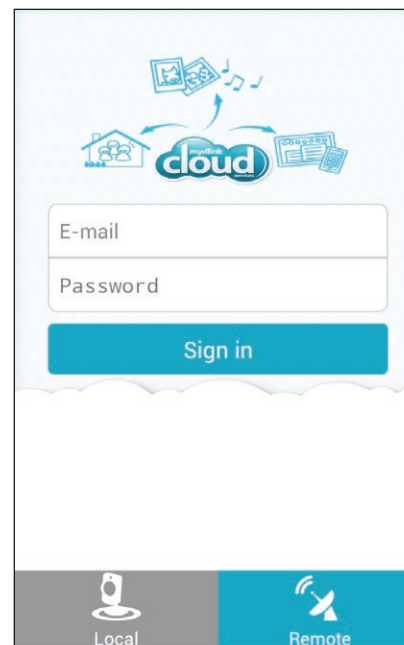 mydlink
cloud
services
E-mail
Password
Sign in
Local
Remote